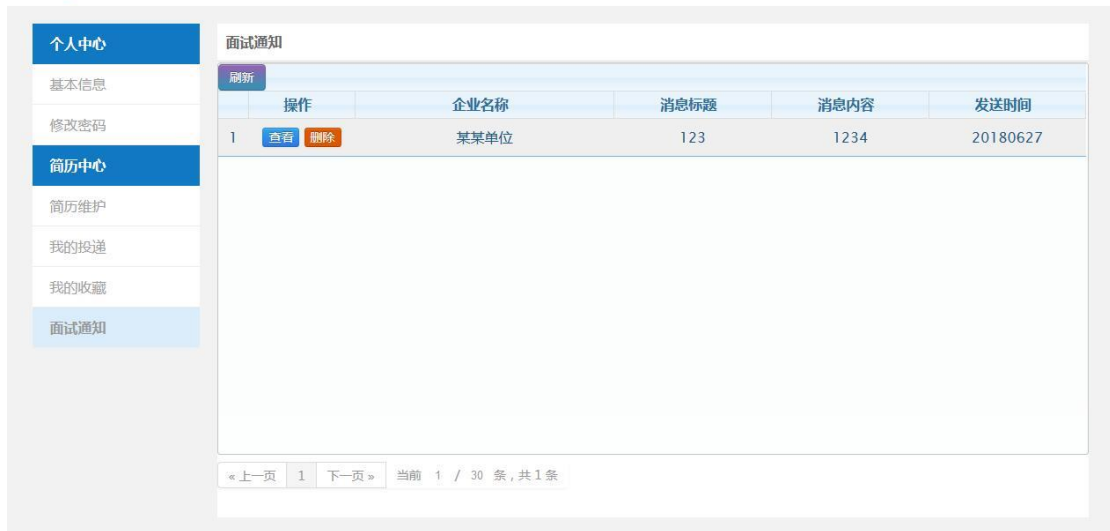 个人中心
基本信息
修改密码
简历中心
简历维护
我的投递
我的收藏
面试通知
面试通知
刷新
操作 企业名称 消息标题 消息内容 发送时间
1 查看 删除 某某单位 123 1234 20180627
«上一页 1 下一页» 当前 1 / 30 条,共1条